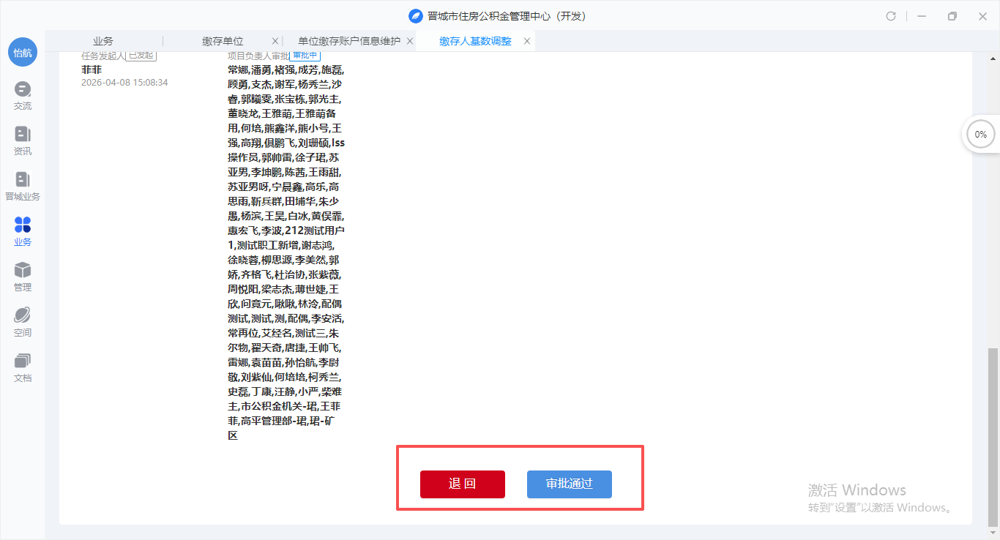 晋城市住房公积金管理中心（开发）
怡航
交流
资讯
晋城业务
业务
管理
空间
文档
业务
缴存单位
单位缴存账户信息维护
缴存人基数调整
任务发起人 已发起
菲菲
2026-04-08 15:08:34
项目负责人审批 审批中
常娜,潘勇,褚强,成芳,施磊,
顾勇,支杰,谢军,杨秀兰,沙
睿,郭曦雯,张宝栋,郭光主,
董晓龙,王雅萌,王雅萌备
用,何培,熊鑫洋,熊小号,王
强,高翔,俱鹏飞,刘珊硕,lss
操作员,郭帅雷,徐子珺,苏
亚男,李坤鹏,陈茜,王雨甜,
苏亚男呀,宁晨鑫,高乐,高
思雨,靳兵群,田埔华,朱少
愚,杨滨,王昊,白冰,黄俣霏,
惠宏飞,李波,212测试用户
1,测试职工新增,谢志鸿,
徐晓蓉,柳思源,李美然,郭
娇,齐格飞,杜治协,张紫薇,
周悦阳,梁志杰,薄世婕,王
欣,问竟元,啾啾,林泠,配偶
测试,测试,测,配偶,李安活,
常再位,艾经名,测试三,朱
尔物,翟天奇,唐捷,王帅飞,
雷娜,袁苗苗,孙怡航,李尉
敬,刘紫仙,何培培,柯秀兰,
史磊,丁康,汪静,小严,柴难
主,市公积金机关-珺,王菲
菲,高平管理部-珺,珺-矿
区
0%
退 回
审批通过
激活 Windows
转到“设置”以激活 Windows。